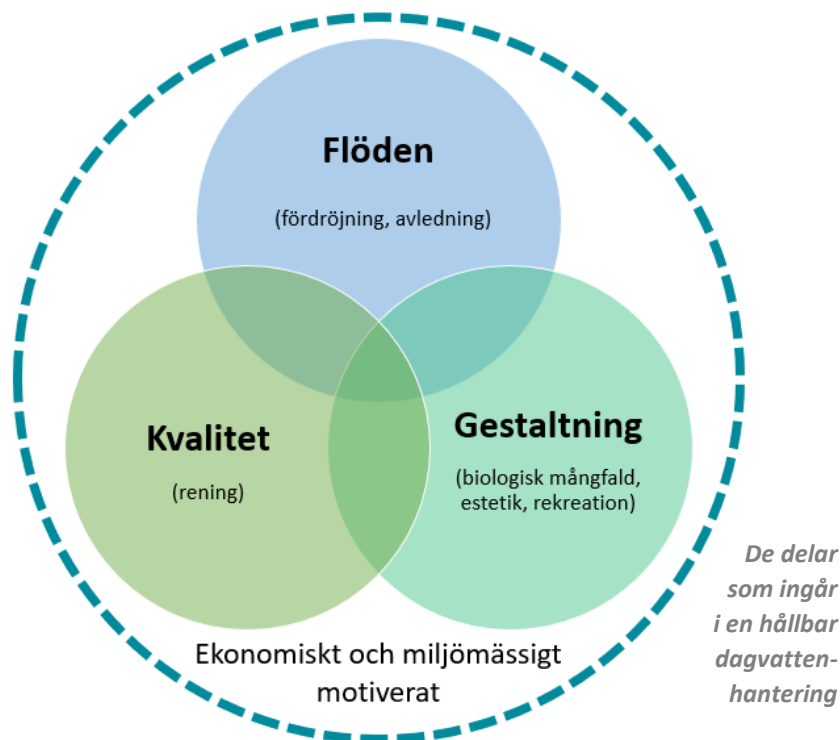 Flöden
(fördröjning, avledning)
Kvalitet
(rening)
Gestaltning
(biologisk mångfald,
estetik, rekreation)
Ekonomiskt och miljömässigt
motiverat
De delar
som ingår
i en hållbar
dagvatten-
hantering